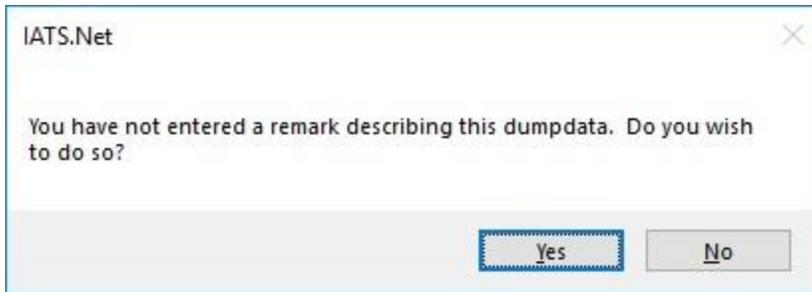 IATS.Net
You have not entered a remark describing this dumpdata.  Do you wish
to do so?
Yes
No